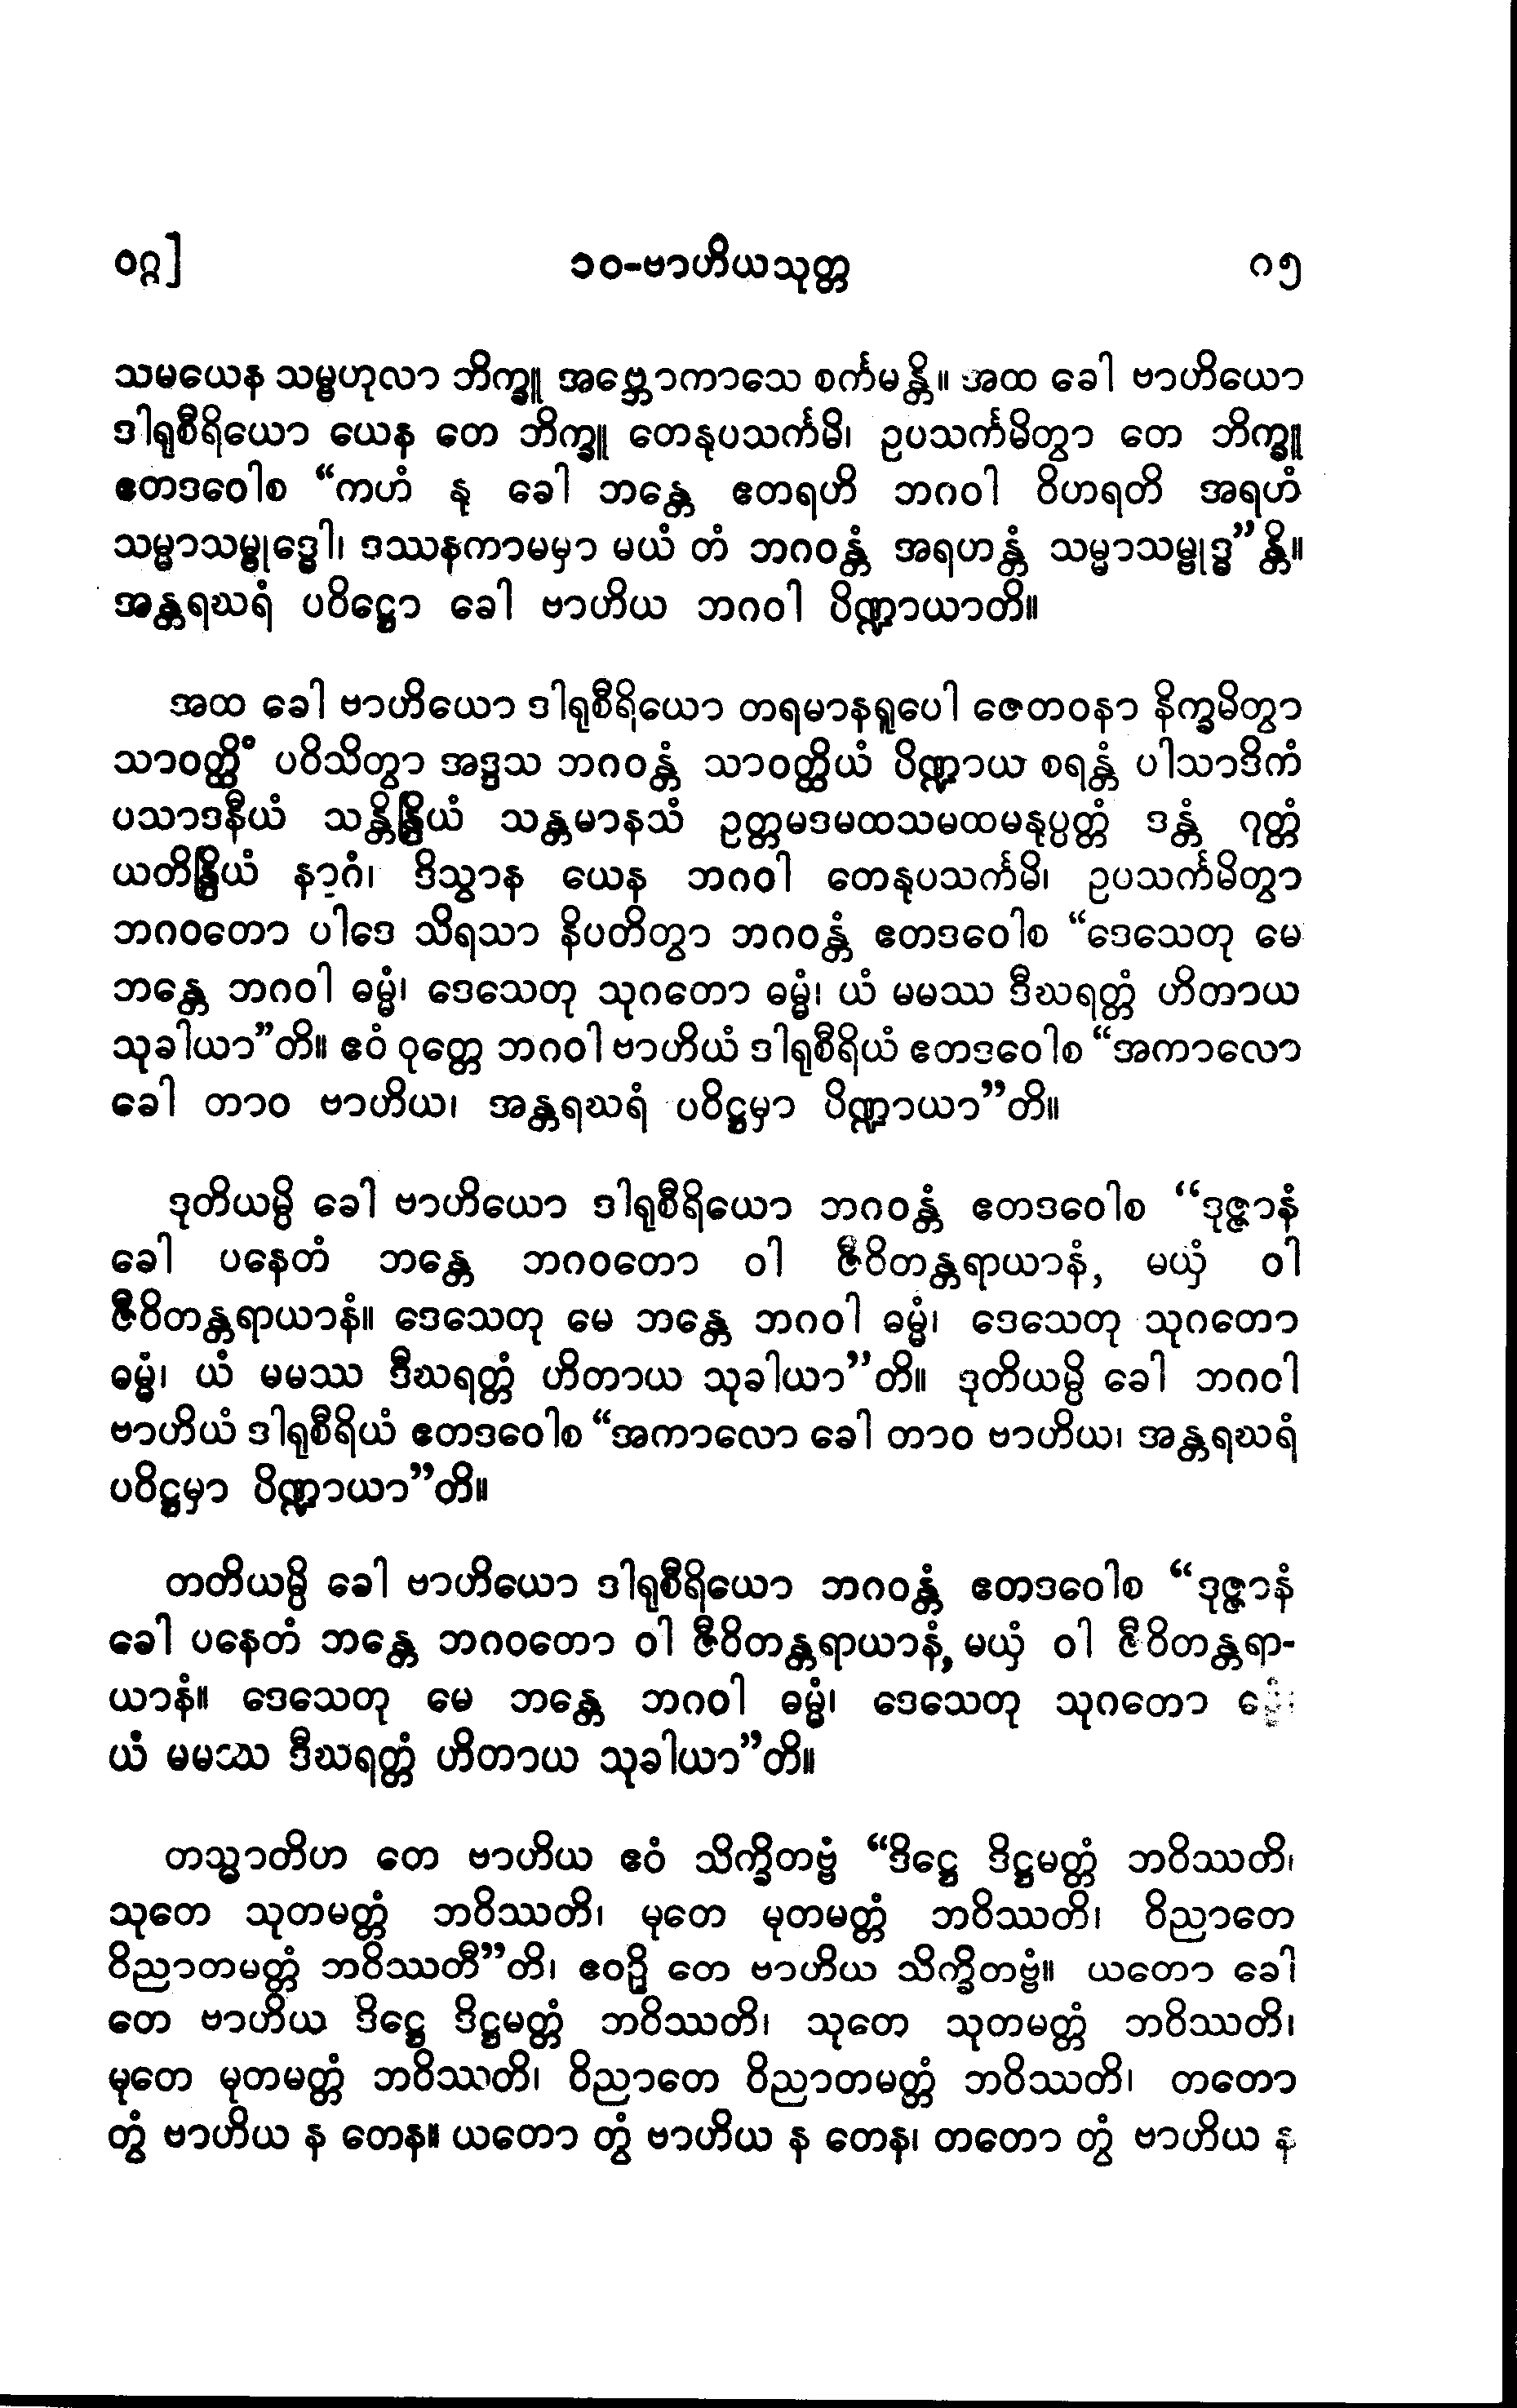 ၀ဂ္ဂ]	၁၀-ဗာဟိယသုတ္တ	၈၅
သမယေန သမ္ဗဟုလာ ဘိက္ခူ အဗ္ဘောကာသေ စင်္ကမန္တိ။ အထ ခေါ ဗာဟိယော
ဒါရုစီရိယော ယေန တေ ဘိက္ခူ တေနုပသင်္ကမိ၊ ဥပသင်္ကမိတွာ တေ ဘိက္ခူ
ဧတဒဝေါစ “ကဟံ နု ခေါ ဘန္တေ ဧတရဟိ ဘဂဝါ ဝိဟရတိ အရဟံ
သမ္မာသမ္ဗုဒ္ဓေါ၊ ဒဿနကာမမှာ မယံ တံ ဘဂဝန္တံ အရဟန္တံ သမ္မာသမ္ဗုဒ္ဓ”န္တိ။
အန္တရဃရံ ပဝိဋ္ဌော ခေါ ဗာဟိယ ဘဂဝါ ပိဏ္ဍာယာတိ။
အထ ခေါ ဗာဟိယော ဒါရုစီရိယော တရမာနရူပေါ ဇေတဝနာ နိက္ခမိတွာ
သာဝတ္ထိံ ပဝိသိတွာ အဒ္ဒသ ဘဂဝန္တံ သာဝတ္ထိယံ ပိဏ္ဍာယ စရန္တံ ပါသာဒိကံ
ပသာဒနီယံ သန္တိန္ဒြိယံ သန္တမာနသံ ဥတ္တမဒမထသမထမနုပ္ပတ္တံ ဒန္တံ ဂုတ္တံ
ယတိန္ဒြိယံ နာဂံ၊ ဒိသွာန ယေန ဘဂဝါ တေနုပသင်္ကမိ၊ ဥပသင်္ကမိတွာ
ဘဂဝတော ပါဒေ သိရသာ နိပတိတွာ ဘဂဝန္တံ ဧတဒဝေါစ “ဒေသေတု မေ
ဘန္တေ ဘဂဝါ ဓမ္မံ၊ ဒေသေတု သုဂတော ဓမ္မံ၊ ယံ မမဿ ဒီဃရတ္တံ ဟိတာယ
သုခါယာ”တိ။ ဧဝံ ဝုတ္တေ ဘဂဝါ ဗာဟိယံ ဒါရုစီရိယံ ဧတဒဝေါစ “အကာလော
ခေါ တာဝ ဗာဟိယ၊ အန္တရဃရံ ပဝိဋ္ဌမှာ ပိဏ္ဍာယာ”တိ။
ဒုတိယမ္ပိ ခေါ ဗာဟိယော ဒါရုစီရိယော ဘဂဝန္တံ ဧတဒဝေါစ “ဒုဇ္ဇာနံ
ခေါ ပနေတံ ဘန္တေ ဘဂဝတော ဝါ ဇီဝိတန္တရာယာနံ, မယှံ ဝါ
ဇီဝိတန္တရာယာနံ။ ဒေသေတု မေ ဘန္တေ ဘဂဝါ ဓမ္မံ၊ ဒေသေတု သုဂတော
ဓမ္မံ၊ ယံ မမဿ ဒီဃရတ္တံ ဟိတာယ သုခါယာ”တိ။ ဒုတိယမ္ပိ ခေါ ဘဂဝါ
ဗာဟိယံ ဒါရုစီရိယံ ဧတဒဝေါစ “အကာလော ခေါ တာဝ ဗာဟိယ၊ အန္တရဃရံ
ပဝိဋ္ဌမှာ ပိဏ္ဍာယာ”တိ။
တတိယမ္ပိ ခေါ ဗာဟိယော ဒါရုစီရိယော ဘဂဝန္တံ ဧတဒဝေါစ “ဒုဇ္ဇာနံ
ခေါ ပနေတံ ဘန္တေ ဘဂဝတော ဝါ ဇီဝိတန္တရာယာနံ, မယှံ ဝါ ဇီဝိတန္တရာ-
ယာနံ။ ဒေသေတု မေ ဘန္တေ ဘဂဝါ ဓမ္မံ၊ ဒေသေတု သုဂတော
ယံ မမဿ ဒီဃရတ္တံ ဟိတာယ သုခါယာ”တိ။
တသ္မာတိဟ တေ ဗာဟိယ ဧဝံ သိက္ခိတဗ္ဗံ “ဒိဋ္ဌေ ဒိဋ္ဌမတ္တံ ဘဝိဿတိ၊
သုတေ သုတမတ္တံ ဘဝိဿတိ၊ မုတေ မုတမတ္တံ ဘဝိဿတိ၊ ဝိညာတေ
ဝိညာတမတ္တံ ဘဝိဿတီ”တိ၊ ဧဝဉှိ တေ ဗာဟိယ သိက္ခိတဗ္ဗံ။ ယတော ခေါ
တေ ဗာဟိယ ဒိဋ္ဌေ ဒိဋ္ဌမတ္တံ ဘဝိဿတိ၊ သုတေ သုတမတ္တံ ဘဝိဿတိ၊
မုတေ မုတမတ္တံ ဘဝိဿတိ၊ ဝိညာတေ ဝိညာတမတ္တံ ဘဝိဿတိ၊ တတော
တွံ ဗာဟိယ န တေန။ ယတော တွံ ဗာဟိယ န တေန၊ တတော တွံ ဗာဟိယ န